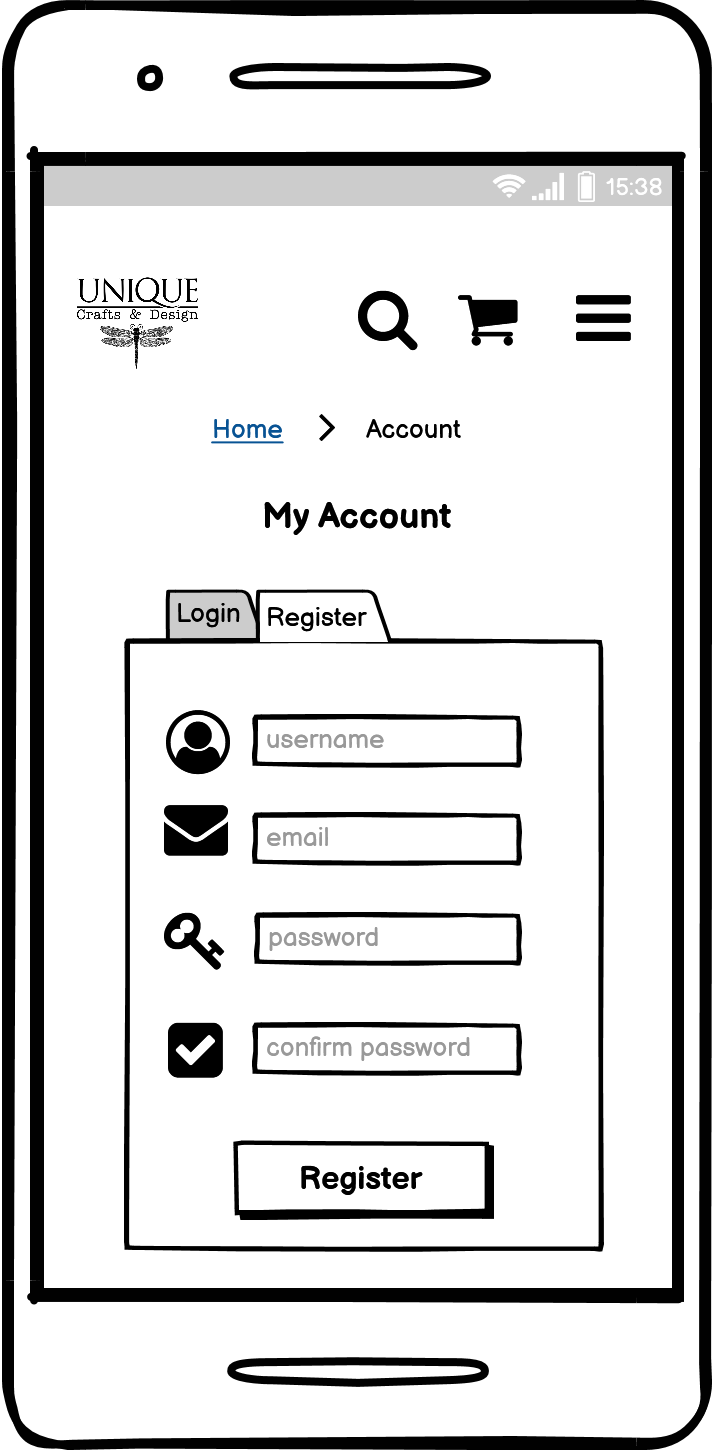 15:38
UNIQUE
Crafts & Design
Home > Account
My Account
Login Register
username
email
password
confirm password
Register